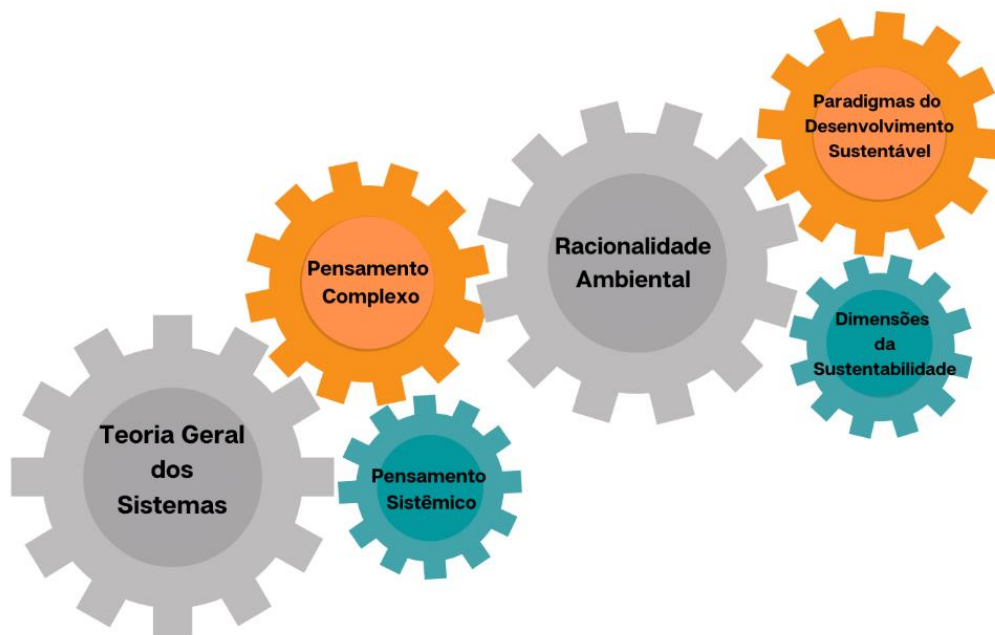 Teoria Geral
dos
Sistemas
Pensamento
Complexo
Pensamento
Sistêmico
Racionalidade
Ambiental
Paradigmas do
Desenvolvimento
Sustentável
Dimensões
da
Sustentabilidade